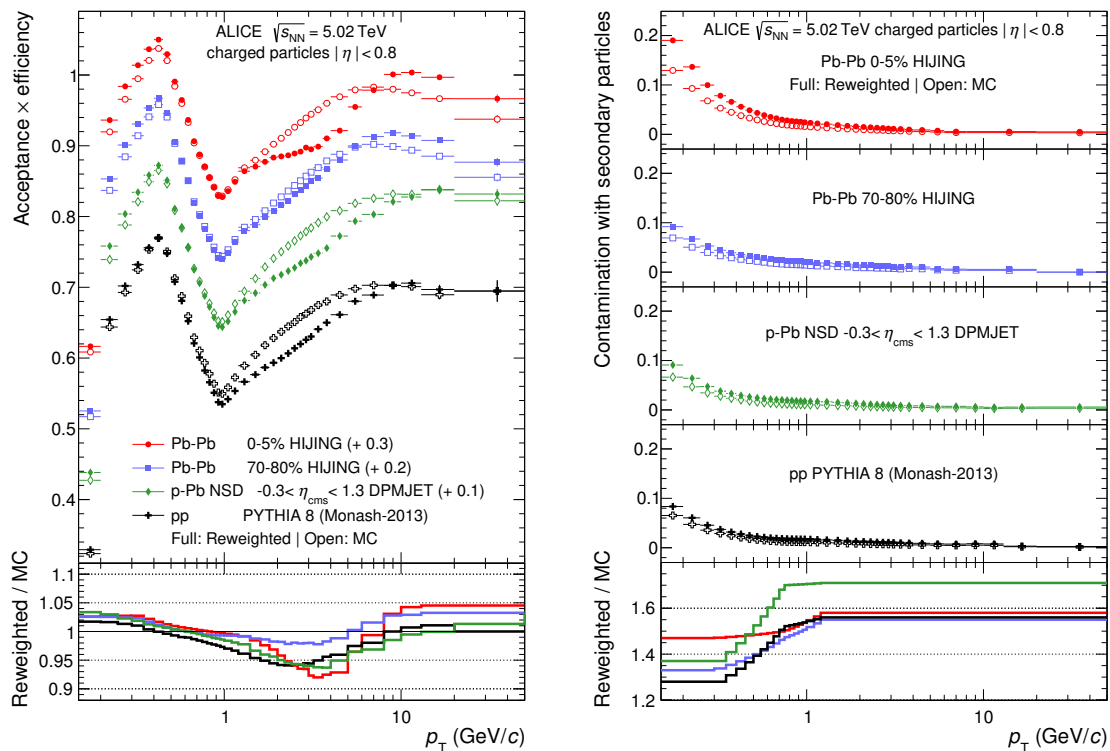 ALICE √sNN = 5.02 TeV
charged particles | η | < 0.8
Acceptance × efficiency
1
0.9
0.8
0.7
0.6
0.5
0.4
Pb-Pb 0-5% HIJING (+ 0.3)
Pb-Pb 70-80% HIJING (+ 0.2)
p-Pb NSD -0.3< ηcms < 1.3 DPMJET (+ 0.1)
pp PYTHIA 8 (Monash-2013)
Full: Reweighted | Open: MC
Reweighted / MC
1.1
1.05
1
0.95
0.9
1 10
pT (GeV/c)
ALICE √sNN = 5.02 TeV charged particles | η | < 0.8
Pb-Pb 0-5% HIJING
Full: Reweighted | Open: MC
Contamination with secondary particles
0.2
0.1
0
Pb-Pb 70-80% HIJING
0.2
0.1
0
p-Pb NSD -0.3< ηcms < 1.3 DPMJET
0.2
0.1
0
pp PYTHIA 8 (Monash-2013)
0.2
0.1
0
Reweighted / MC
1.6
1.4
1.2
1 10
pT (GeV/c)